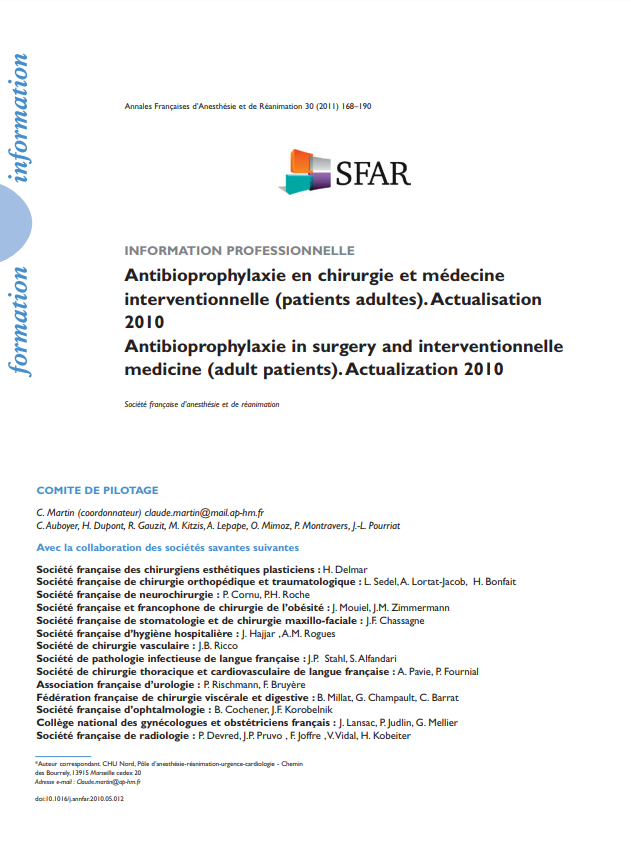 information
formation
Annales Françaises d'Anesthésie et de Réanimation 30 (2011) 168–190
SFAR
INFORMATION PROFESSIONNELLE
Antibioprophylaxie en chirurgie et médecine
interventionnelle (patients adultes). Actualisation
2010
Antibioprophylaxie in surgery and interventionnelle
medicine (adult patients). Actualization 2010
Société française d'anesthésie et de réanimation
COMITE DE PILOTAGE
C. Martin (coordonnateur) claude.martin@mail.ap-hm.fr
C. Auboyer, H. Dupont, R. Gauzit, M. Kitzis, A. Lepape, O. Mimoz, P. Montravers, J.-L. Pourriat
Avec la collaboration des sociétés savantes suivantes
Société française des chirurgiens esthétiques plasticiens : H. Delmar
Société française de chirurgie orthopédique et traumatologique : L. Sedel, A. Lortat-Jacob, H. Bonfait
Société française de neurochirurgie : P. Cornu, P.H. Roche
Société française et francophone de chirurgie de l'obésité : J. Mouiel, J.M. Zimmermann
Société française de stomatologie et de chirurgie maxillo-faciale : J.F. Chassagne
Société française d'hygiène hospitalière : J. Hajjar , A.M. Rogues
Société de chirurgie vasculaire : J.B. Ricco
Société de pathologie infectieuse de langue française : J.P. Stahl, S. Alfandari
Société de chirurgie thoracique et cardiovasculaire de langue française : A. Pavie, P. Fournial
Association française d'urologie : P. Rischmann, F. Bruyère
Fédération française de chirurgie viscérale et digestive : B. Millat, G. Champault, C. Barrat
Société française d'ophtalmologie : B. Cochener, J.F. Korobelnik
Collège national des gynécologues et obstétriciens français : J. Lansac, P. Judlin, G. Mellier
Société française de radiologie : P. Devred, J.P. Pruvo , F. Joffre , V. Vidal, H. Kobeiter
*Auteur correspondant. CHU Nord, Pôle d'anesthésie-réanimation-urgence-cardiologie - Chemin
des Bourrely, 13915 Marseille cedex 20
Adresse e-mail : Claude.martin@ap-hm.fr
doi:10.1016/j.annfar.2010.05.012